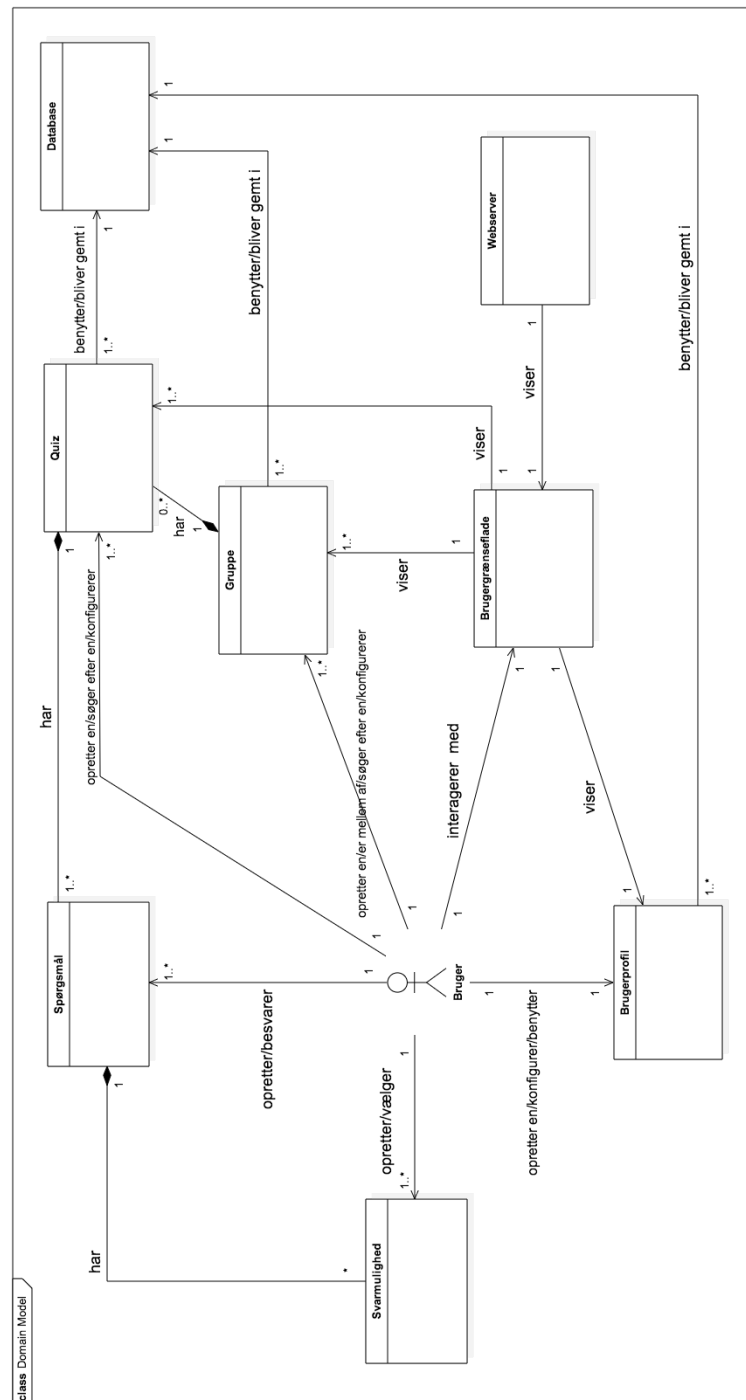 class Domain Model
Spørgsmål
Quiz
Database
har
1..*
1
benytter/bliver gemt i
1..*
1
har
1
*
opretter en/søger efter en/konfigurerer
1..*
1
0..*
har
1
1
1
Gruppe
benytter/bliver gemt i
1..*
opretter/besvarer
1..*
1
opretter en/er mellem af/søger efter en/konfigurerer
1..*
1
Svarmulighed
opretter/vælger
1..*
1
Bruger
viser
1..*
1
viser
1..*
1
interagerer med
1
1
Brugergrænseflade
Webserver
viser
1
1
opretter en/konfigurer/benytter
1
1
viser
1
1
Brugerprofil
benytter/bliver gemt i
1..*